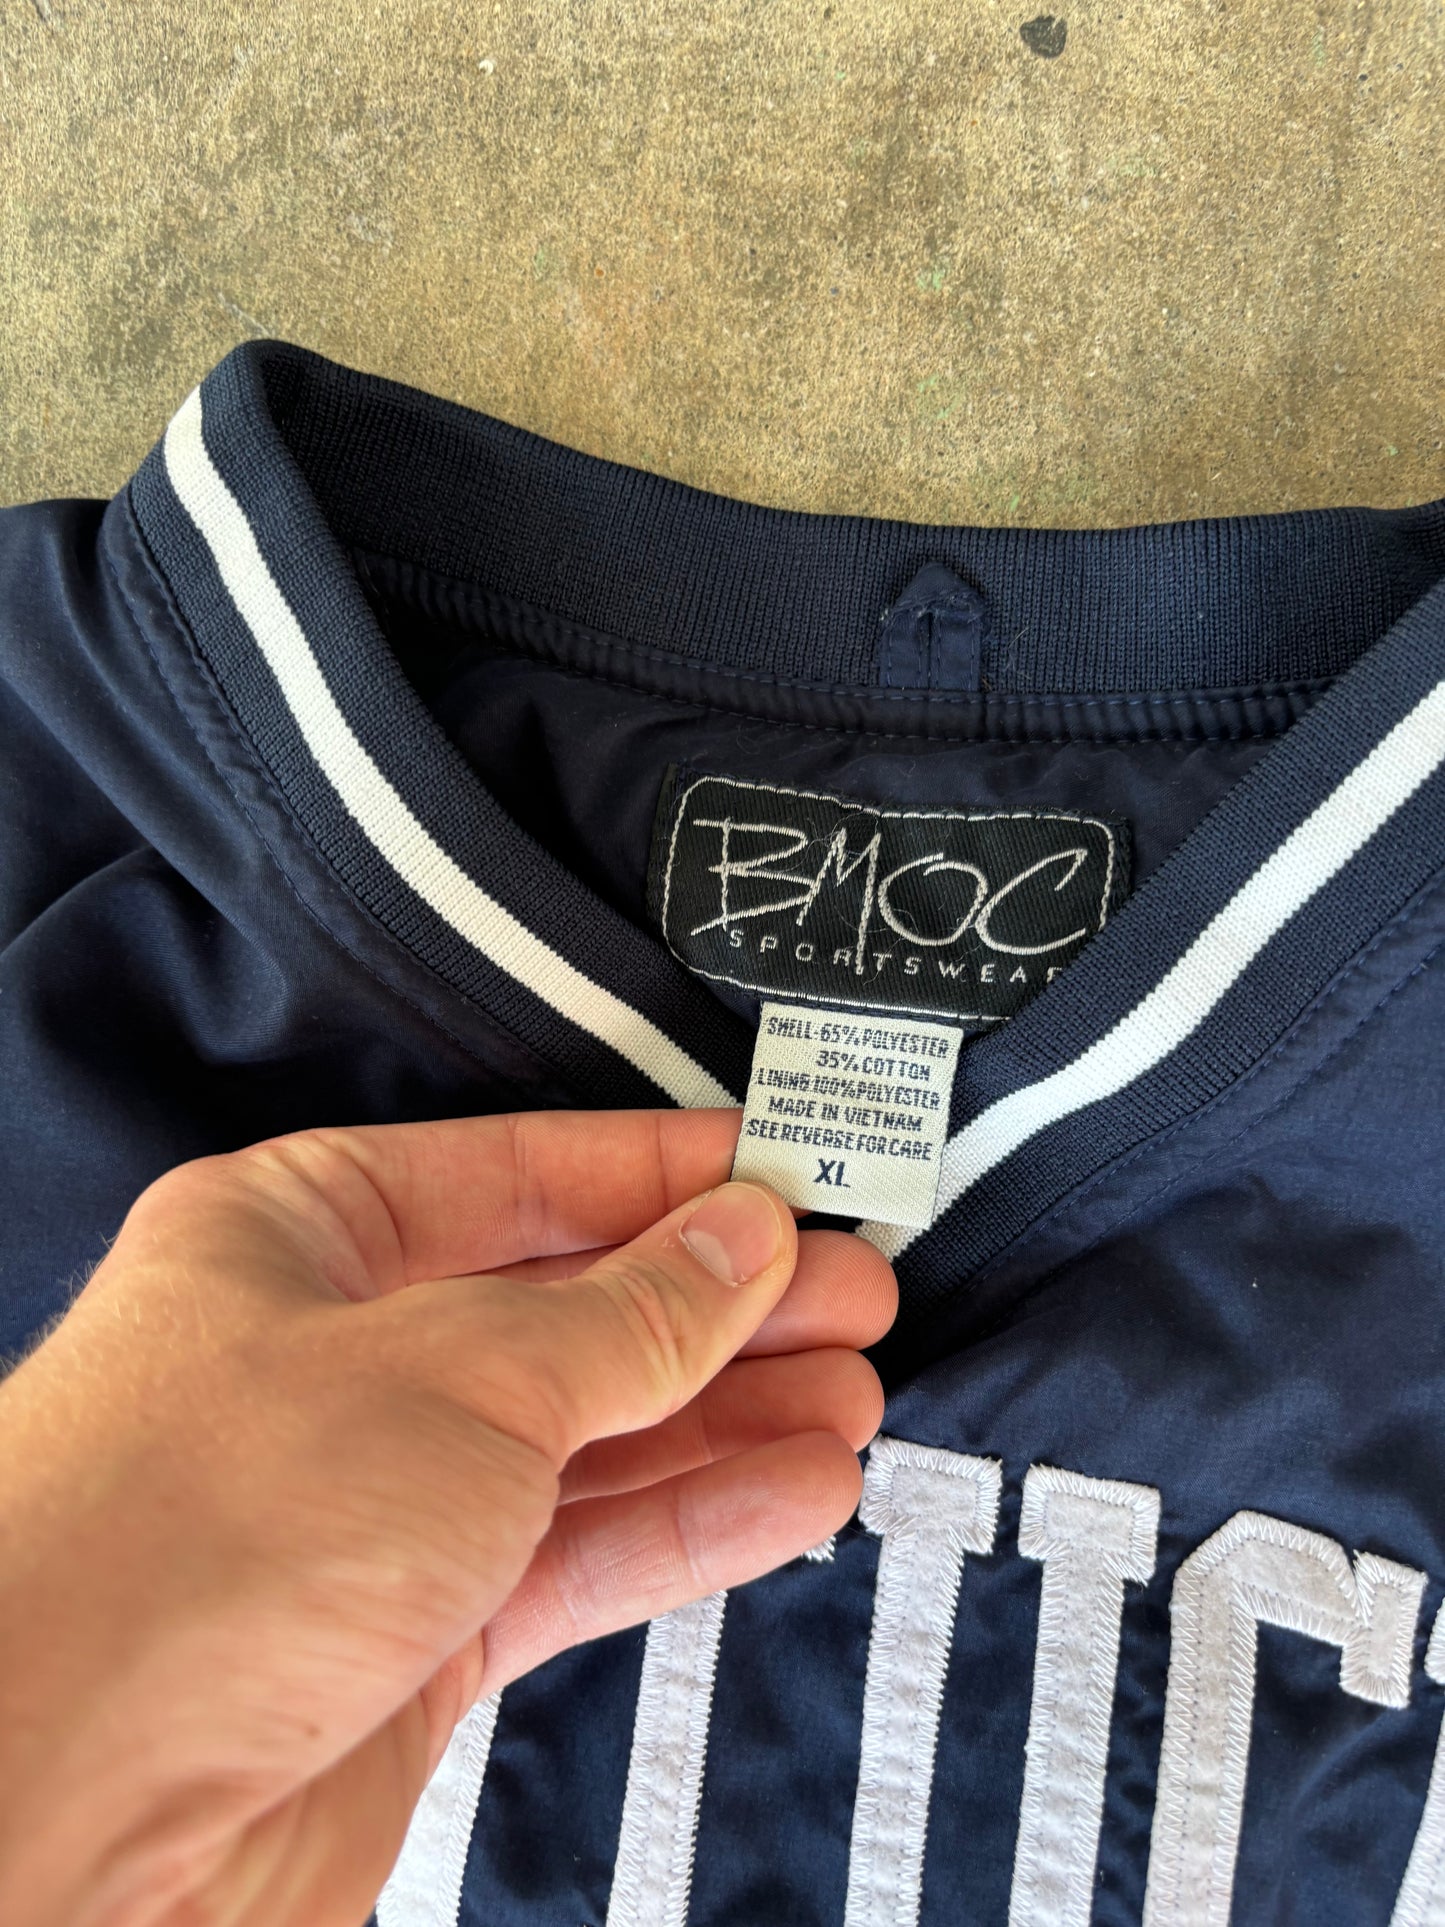 BMOC
SPORTSWEAR
SHELL-65% POLYESTER
35% COTTON
LINING 100% POLYESTER
MADE IN VIETNAM
SEE REVERSE FOR CARE
XL